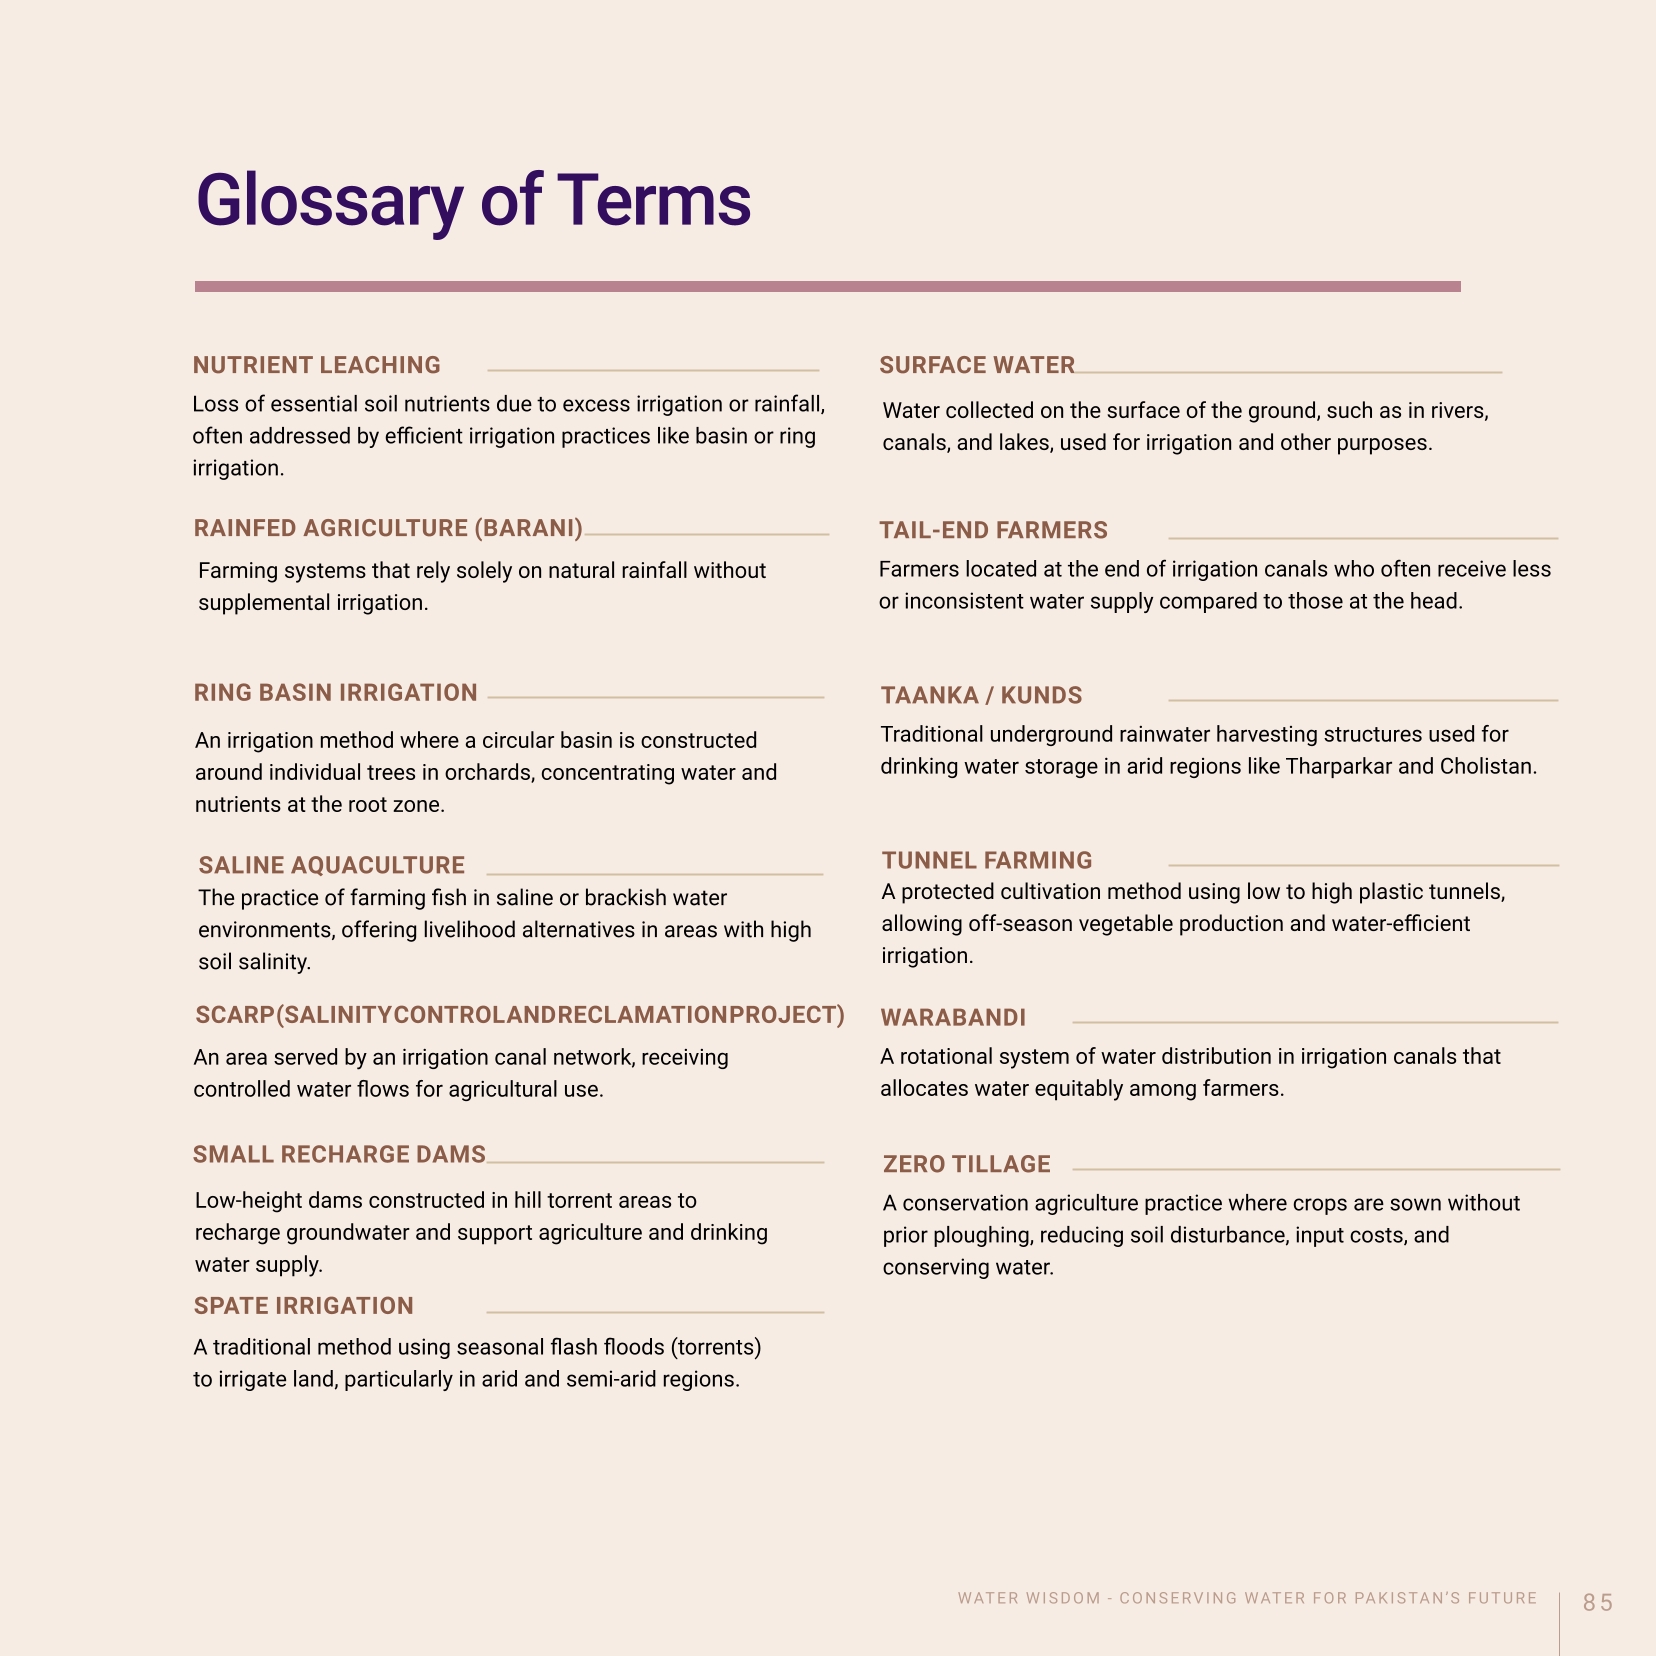 Glossary of Terms
NUTRIENT LEACHING
Loss of essential soil nutrients due to excess irrigation or rainfall,
often addressed by efficient irrigation practices like basin or ring
irrigation.
RAINFED AGRICULTURE (BARANI)
Farming systems that rely solely on natural rainfall without
supplemental irrigation.
RING BASIN IRRIGATION
An irrigation method where a circular basin is constructed
around individual trees in orchards, concentrating water and
nutrients at the root zone.
SALINE AQUACULTURE
The practice of farming fish in saline or brackish water
environments, offering livelihood alternatives in areas with high
soil salinity.
SCARP(SALINITYCONTROLANDRECLAMATIONPROJECT)
An area served by an irrigation canal network, receiving
controlled water flows for agricultural use.
SMALL RECHARGE DAMS
Low-height dams constructed in hill torrent areas to
recharge groundwater and support agriculture and drinking
water supply.
SPATE IRRIGATION
A traditional method using seasonal flash floods (torrents)
to irrigate land, particularly in arid and semi-arid regions.
SURFACE WATER
Water collected on the surface of the ground, such as in rivers,
canals, and lakes, used for irrigation and other purposes.
TAIL-END FARMERS
Farmers located at the end of irrigation canals who often receive less
or inconsistent water supply compared to those at the head.
TAANKA / KUNDS
Traditional underground rainwater harvesting structures used for
drinking water storage in arid regions like Tharparkar and Cholistan.
TUNNEL FARMING
A protected cultivation method using low to high plastic tunnels,
allowing off-season vegetable production and water-efficient
irrigation.
WARABANDI
A rotational system of water distribution in irrigation canals that
allocates water equitably among farmers.
ZERO TILLAGE
A conservation agriculture practice where crops are sown without
prior ploughing, reducing soil disturbance, input costs, and
conserving water.
WATER WISDOM - CONSERVING WATER FOR PAKISTAN’S FUTURE
85